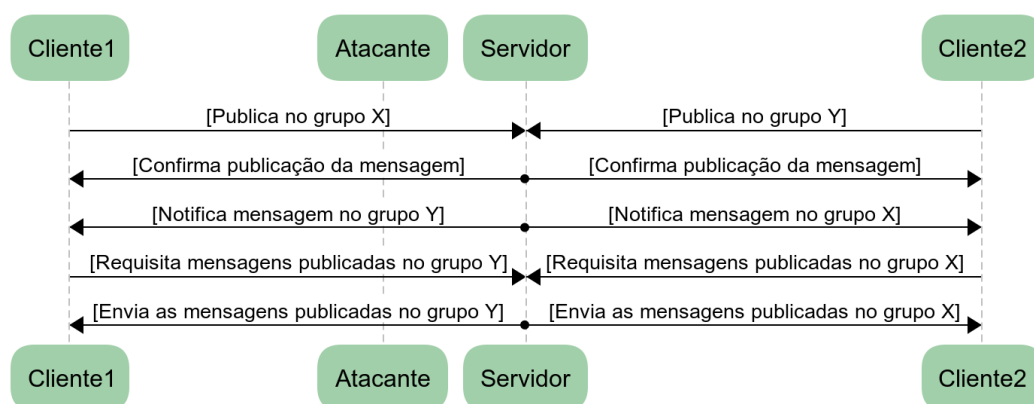 Cliente1 Atacante Servidor Cliente2
[Publica no grupo X] [Publica no grupo Y]
[Confirma publicação da mensagem] [Confirma publicação da mensagem]
[Notifica mensagem no grupo Y] [Notifica mensagem no grupo X]
[Requisita mensagens publicadas no grupo Y] [Requisita mensagens publicadas no grupo X]
[Envia as mensagens publicadas no grupo Y] [Envia as mensagens publicadas no grupo X]
Cliente1 Atacante Servidor Cliente2